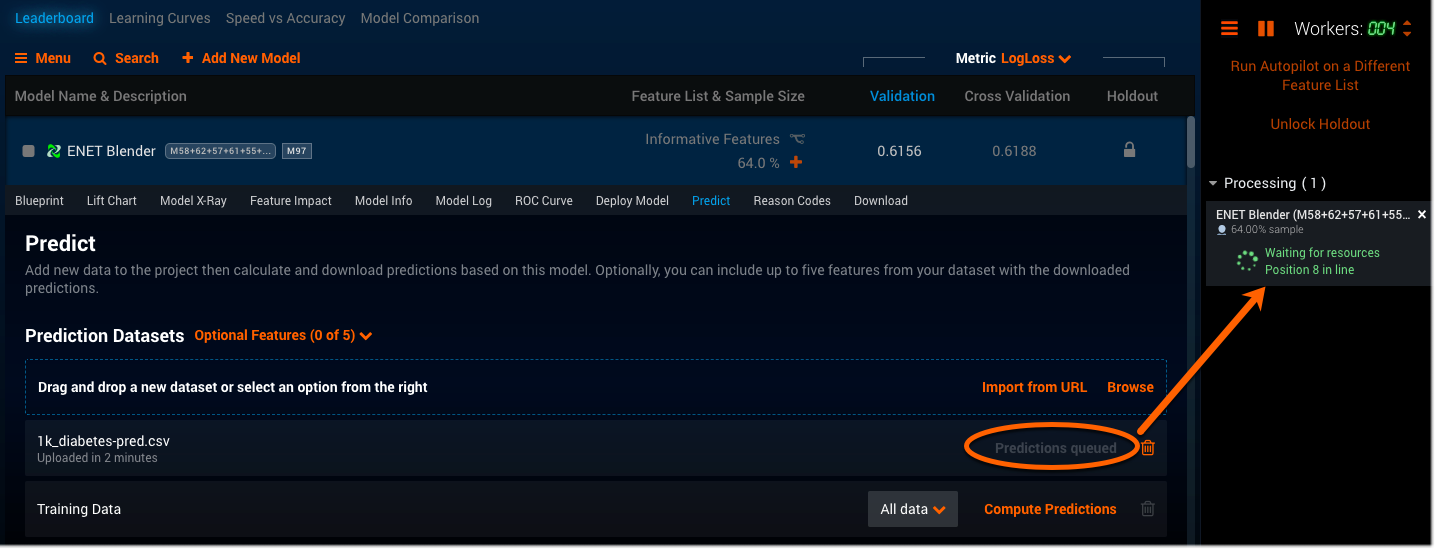 Leaderboard Learning Curves Speed vs Accuracy Model Comparison
Menu Search Add New Model Metric LogLoss
Model Name & Description Feature List & Sample Size Validation Cross Validation Holdout
ENET Blender M58+62+57+61+55+... M97 Informative Features 0.6156 0.6188
64.0 %
Blueprint Lift Chart Model X-Ray Feature Impact Model Info Model Log ROC Curve Deploy Model Predict Reason Codes Download
Predict
Add new data to the project then calculate and download predictions based on this model. Optionally, you can include up to five features from your dataset with the downloaded
predictions.
Prediction Datasets Optional Features (0 of 5)
Drag and drop a new dataset or select an option from the right Import from URL Browse
1k_diabetes-pred.csv Predictions queued
Uploaded in 2 minutes
Training Data All data Compute Predictions
Workers: 004
Run Autopilot on a Different
Feature List
Unlock Holdout
Processing ( 1 )
ENET Blender (M58+62+57+61+55...
64.00% sample
Waiting for resources
Position 8 in line